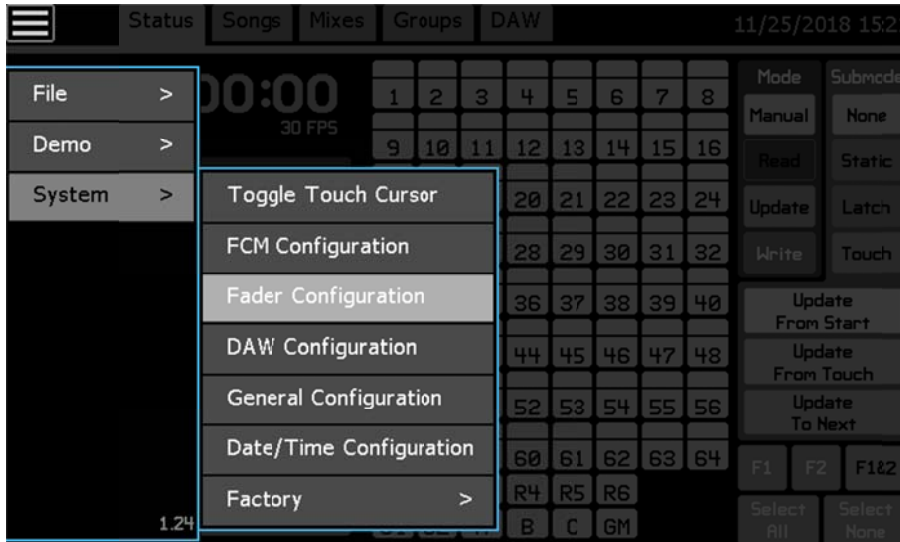 Status Songs Mixes Groups DAW 11/25/2018 15:2
File >
Demo >
System >
1.24
Toggle Touch Cursor
FCM Configuration
Fader Configuration
DAW Configuration
General Configuration
Date/Time Configuration
Factory >
00:00
30 FPS
1 2 3 4 5 6 7 8
9 10 11 12 13 14 15 16
20 21 22 23 24
28 29 30 31 32
36 37 38 39 40
44 45 46 47 48
52 53 54 55 56
60 61 62 63 64
R4 R5 R6
B C GM
Mode Submode
Manual None
Read Static
Update Latch
Write Touch
Update
From Start
Update
From Touch
Update
To Next
F1 F2 F1&2
Select Select
All None